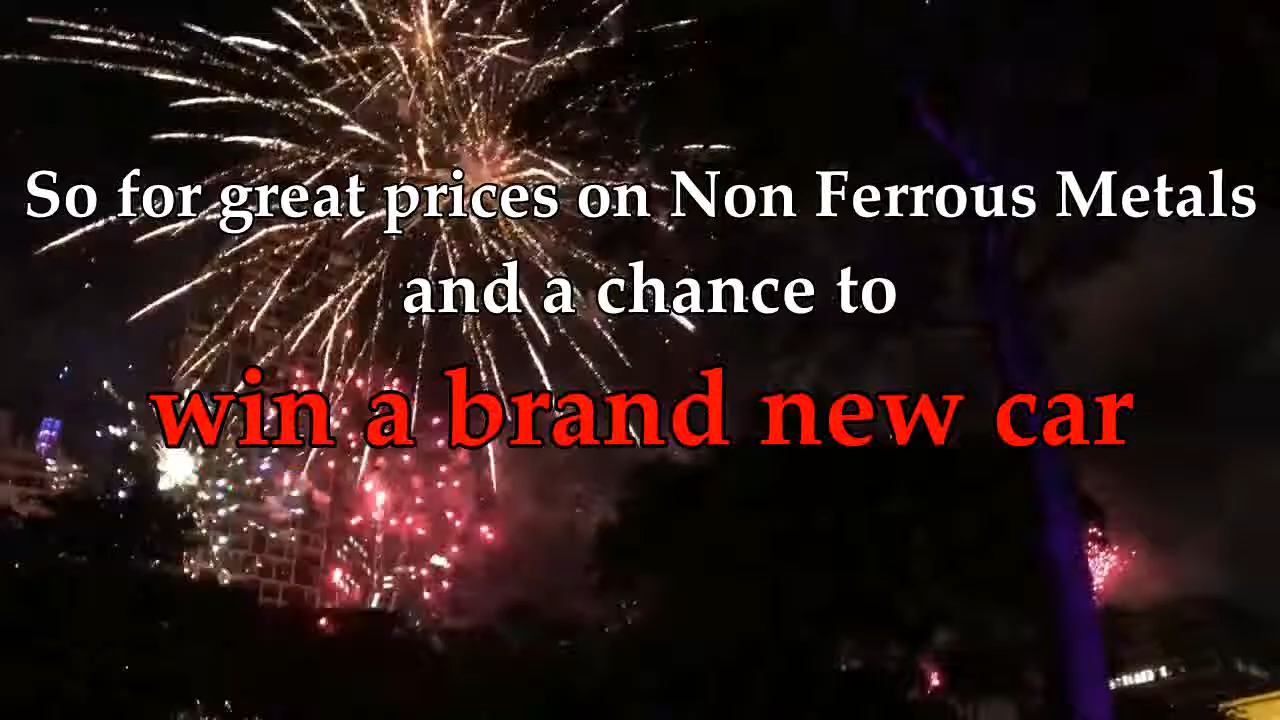 So for great prices on Non Ferrous Metals
and a chance to
win a brand new car